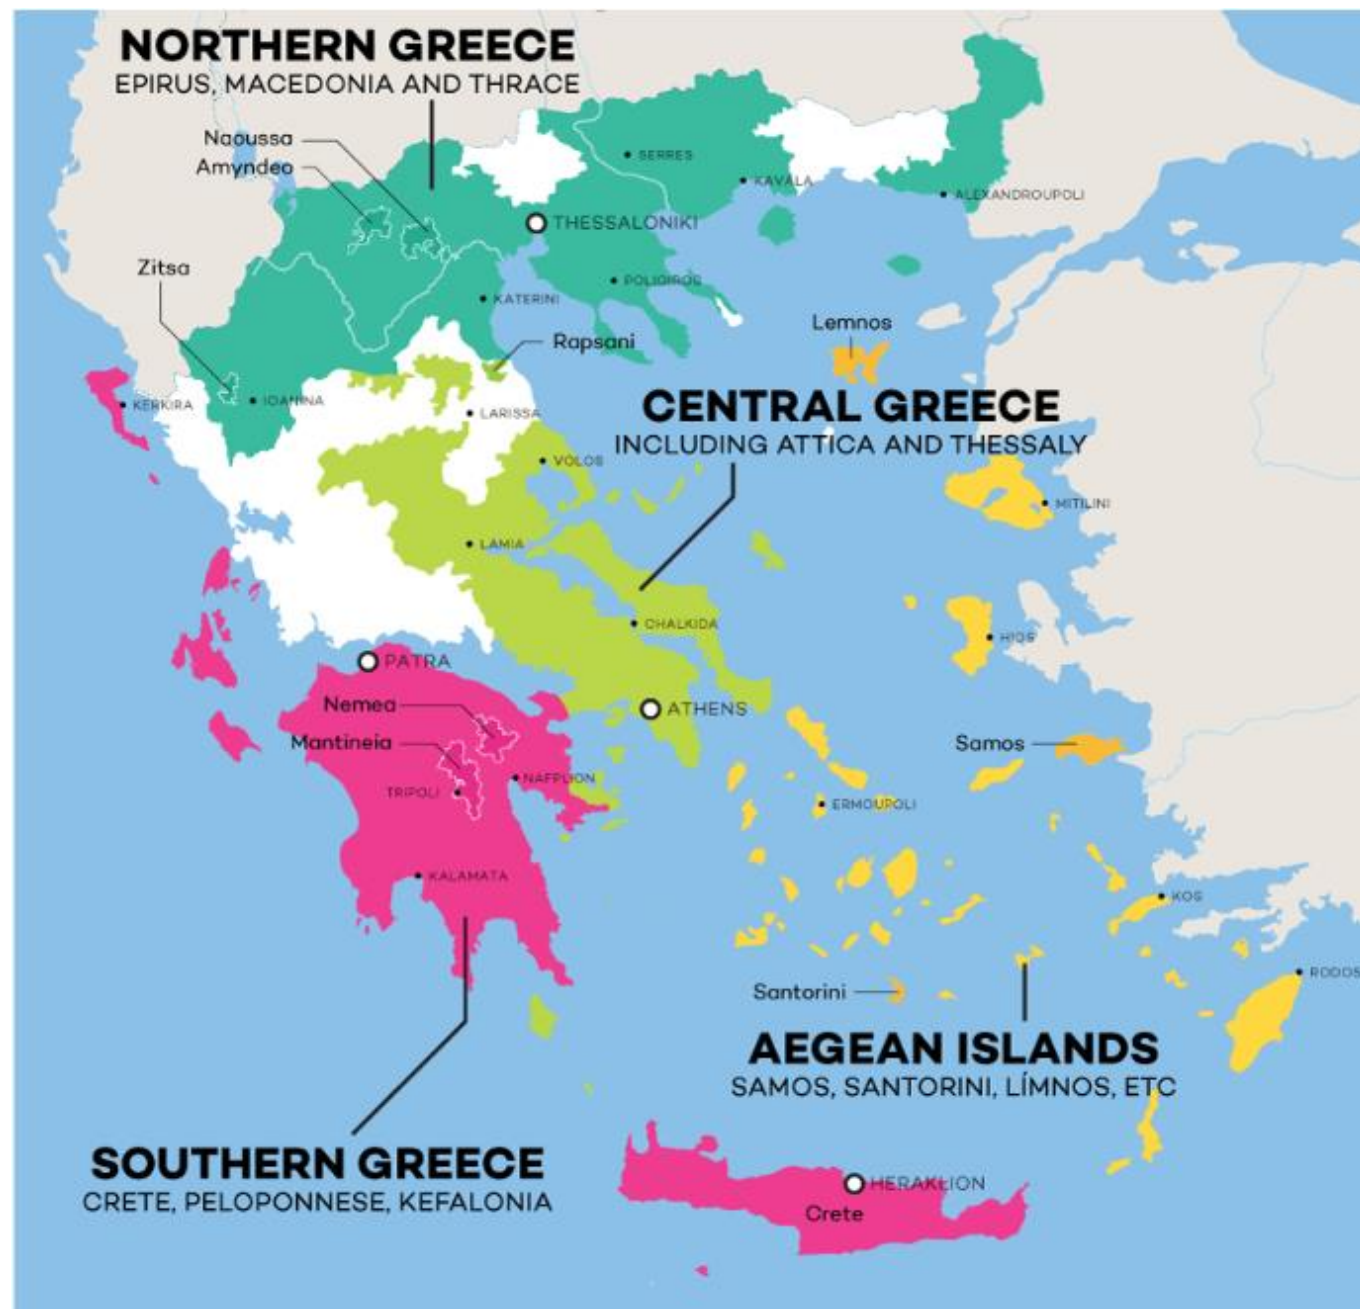 NORTHERN GREECE
EPIRUS, MACEDONIA AND THRACE
Naoussa
Amyndeo
SERRES
KAVALA
ALEXANDROUPOLI
THESSALONIKI
Zitsa
POLIGIROS
KATERINI
Lemnos
Rapsani
KERKIRA
IOANINA
LARISSA
CENTRAL GREECE
INCLUDING ATTICA AND THESSALY
VOLOS
MITILINI
LAMIA
CHALKIDA
HIOS
PATRA
Nemea
ATHENS
Mantineia
Samos
NAFPLION
TRIPOLI
ERMOUPOLI
KALAMATA
KOS
RODOS
Santorini
AEGEAN ISLANDS
SAMOS, SANTORINI, LÍMNOS, ETC
SOUTHERN GREECE
CRETE, PELOPONNESE, KEFALONIA
HERAKLION
Crete